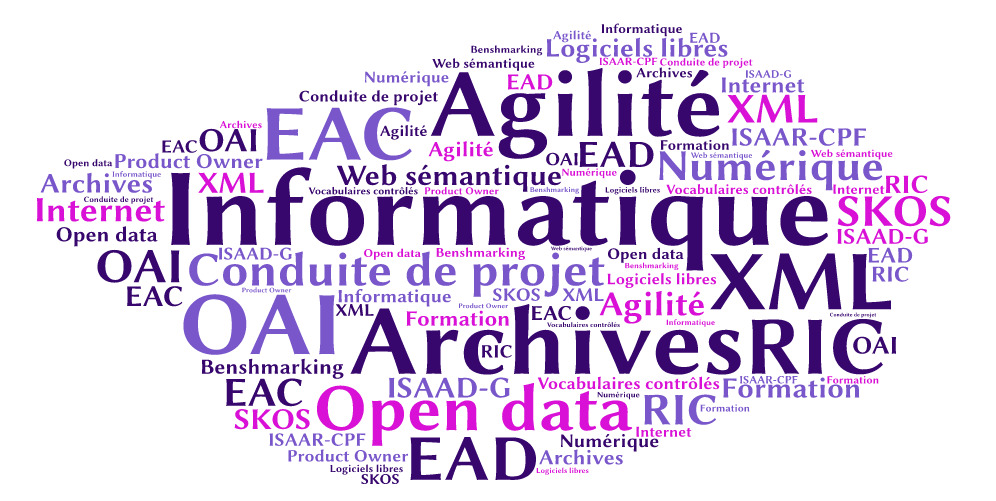 Informatique
Agilité EAD
Benshmarking Logiciels libres
Web sémantique ISAAR-CPF Conduite de projet
Numérique EAD Archives ISAAD-G
Conduite de projet Agilité Internet
XML
Archives EAC Agilité ISAAR-CPF
EAC OAI Agilité OAI EAD Formation Web sémantique Web sémantique
Open data Product Owner Numérique
Informatique Web sémantique Numérique
Archives XML Vocabulaires contrôlés Product Owner Benshmarking Logiciels libres Vocabulaires contrôlés Internet RIC
Conduite de projet
Internet Informatique SKOS
Open data ISAAD-G
ISAAD-G Open data Benshmarking Web sémantique Open data EAD
OAI Conduite de projet Benshmarking XML RIC
Logiciels libres
EAC Product Owner Informatique SKOS XML
OAI XML Product Owner Agilité
Formation EAC Vocabulaires contrôlés Informatique Conduite de projet
Archives RIC OAI
RIC
Benshmarking
EAC ISAAD-G Vocabulaires contrôlés ISAAR-CPF Formation
Numérique Formation
SKOS Open data RIC Formation
ISAAR-CPF Internet
Product Owner EAD Numérique
Archives
Logiciels libres Logiciels libres
SKOS